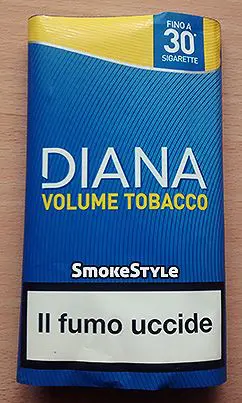 FINO A
30*
SIGARETTE
DIANA
VOLUME TOBACCO
SmokeStyle
Il fumo uccide